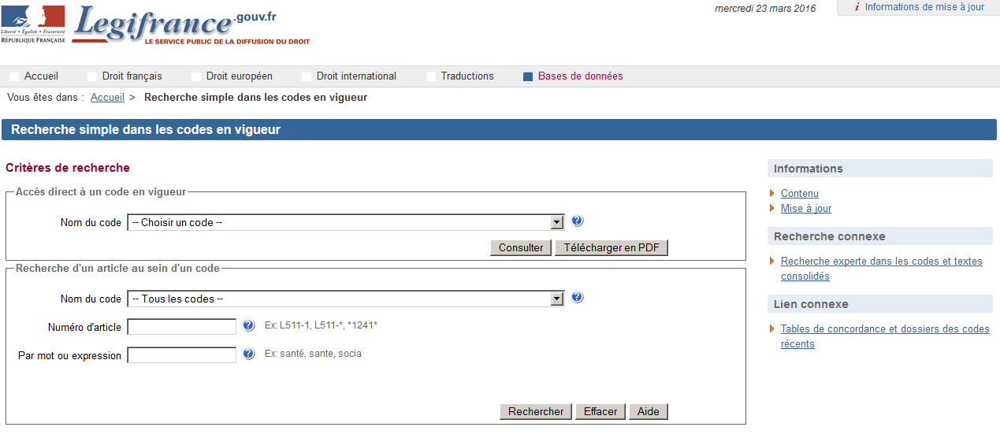 Liberté • Égalité • Fraternité
RÉPUBLIQUE FRANÇAISE
Legifrance.gouv.fr
LE SERVICE PUBLIC DE LA DIFFUSION DU DROIT
mercredi 23 mars 2016
i Informations de mise à jour
Accueil Droit français Droit européen Droit international Traductions Bases de données
Vous êtes dans : Accueil > Recherche simple dans les codes en vigueur
Recherche simple dans les codes en vigueur
Critères de recherche
Accès direct à un code en vigueur
Nom du code -- Choisir un code -- ?
Consulter Télécharger en PDF
Recherche d'un article au sein d'un code
Nom du code -- Tous les codes -- ?
Numéro d'article ? Ex: L511-1, L511-*, *1241*
Par mot ou expression ? Ex: santé, sante, socia
Rechercher Effacer Aide
Informations
Contenu
Mise à jour
Recherche connexe
Recherche experte dans les codes et textes
consolidés
Lien connexe
Tables de concordance et dossiers des codes
récents